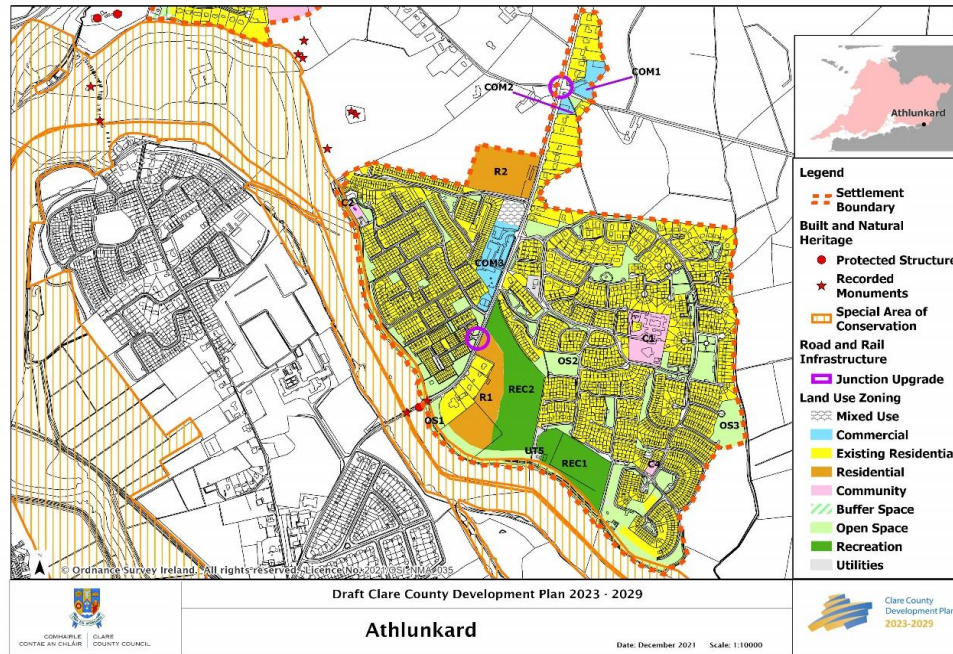 COM1
COM2
R2
C2
COM3
C1
OS2
REC2
R1
OS1
OS3
UT5
REC1
C4
N
© Ordnance Survey Ireland. All rights reserved. Licence No.
Athlunkard
Legend
Settlement
Boundary
Built and Natural
Heritage
Protected Structure
Recorded
Monuments
Special Area of
Conservation
Road and Rail
Infrastructure
Junction Upgrade
Land Use Zoning
Mixed Use
Commercial
Existing Residential
Residential
Community
Buffer Space
Open Space
Recreation
Utilities
COMHAIRLE
CONTAE AN CHLÁIR
CLARE
COUNTY COUNCIL
Draft Clare County Development Plan 2023 - 2029
Athlunkard
Date: December 2021 Scale: 1:10000
Clare County
Development Plan
2023-2029